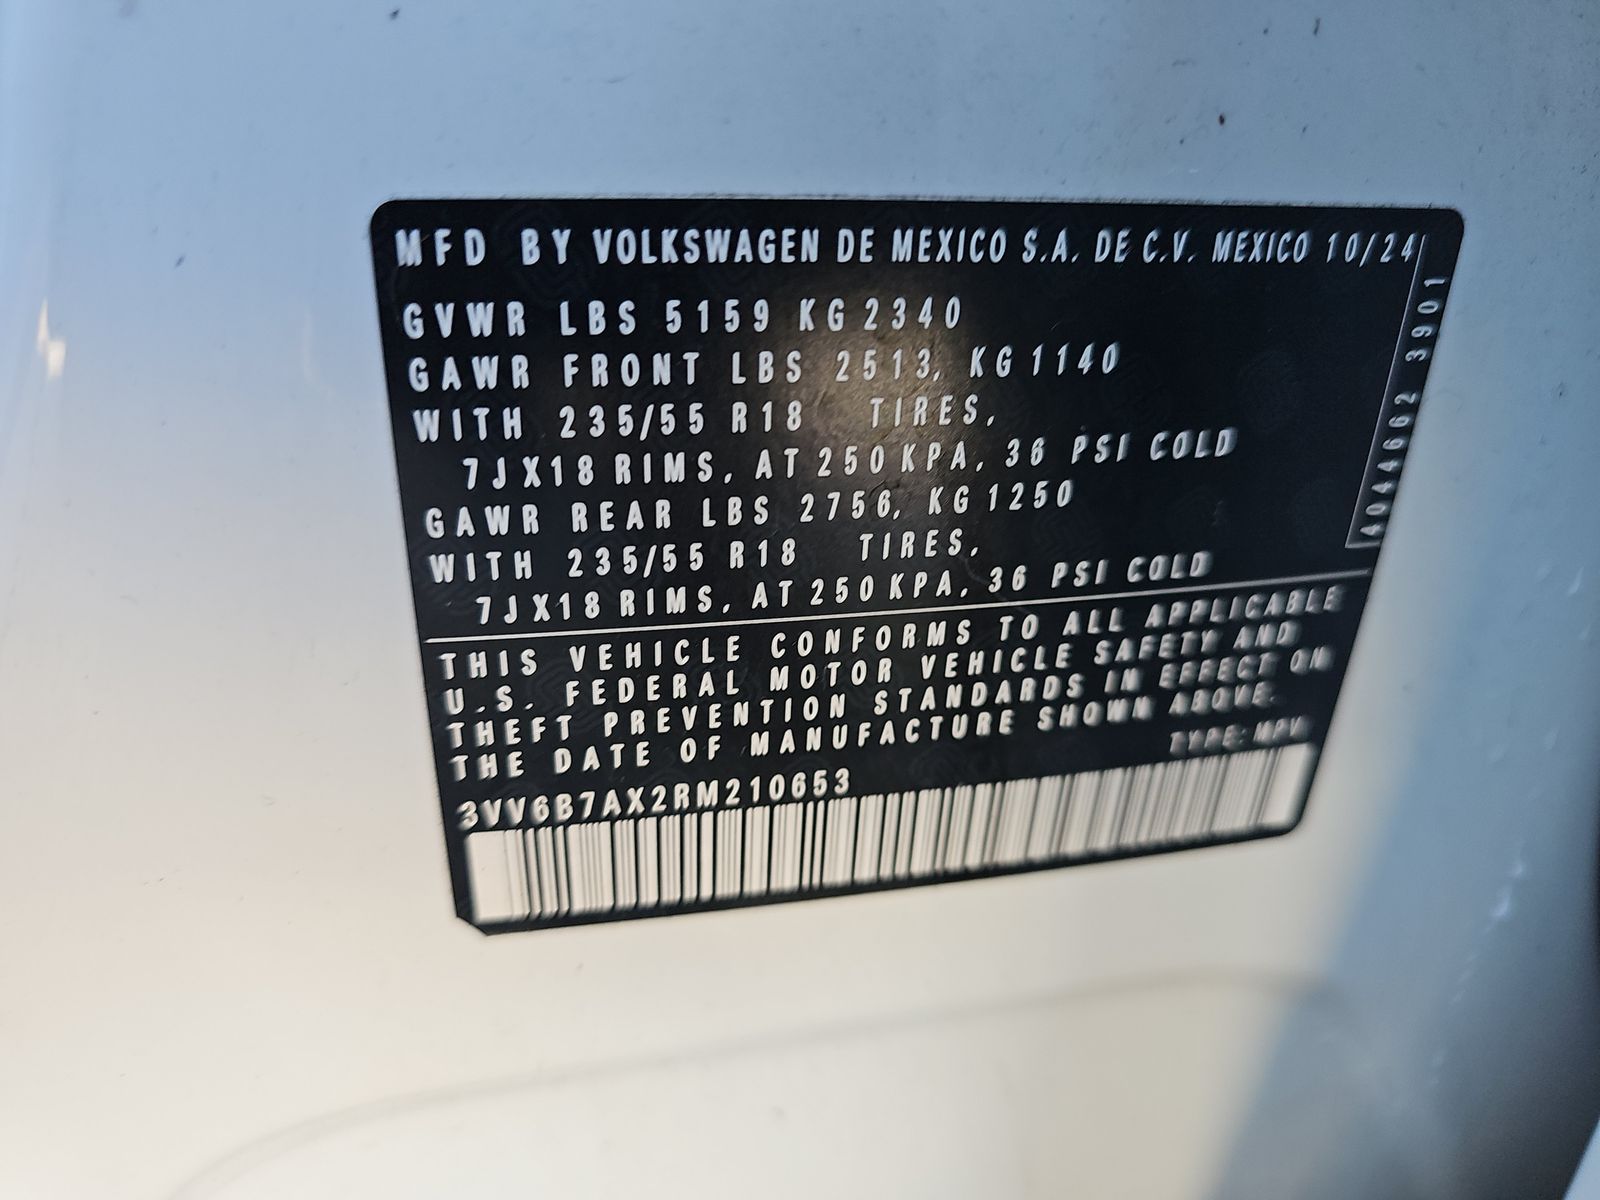 MFD BY VOLKSWAGEN DE MEXICO S.A. DE C.V. MEXICO 10/24
GVWR LBS 5159 KG 2340
GAWR FRONT LBS 2513, KG 1140
WITH 235/55 R18 TIRES,
7JX18 RIMS, AT 250 KPA, 36 PSI COLD
GAWR REAR LBS 2756, KG 1250
WITH 235/55 R18 TIRES,
7JX18 RIMS, AT 250 KPA, 36 PSI COLD
4044662 3901
THIS VEHICLE CONFORMS TO ALL APPLICABLE
U.S. FEDERAL MOTOR VEHICLE SAFETY AND
THEFT PREVENTION STANDARDS IN EFFECT ON
THE DATE OF MANUFACTURE SHOWN ABOVE.
TYPE: MPV
3VV6B7AX2RM210653